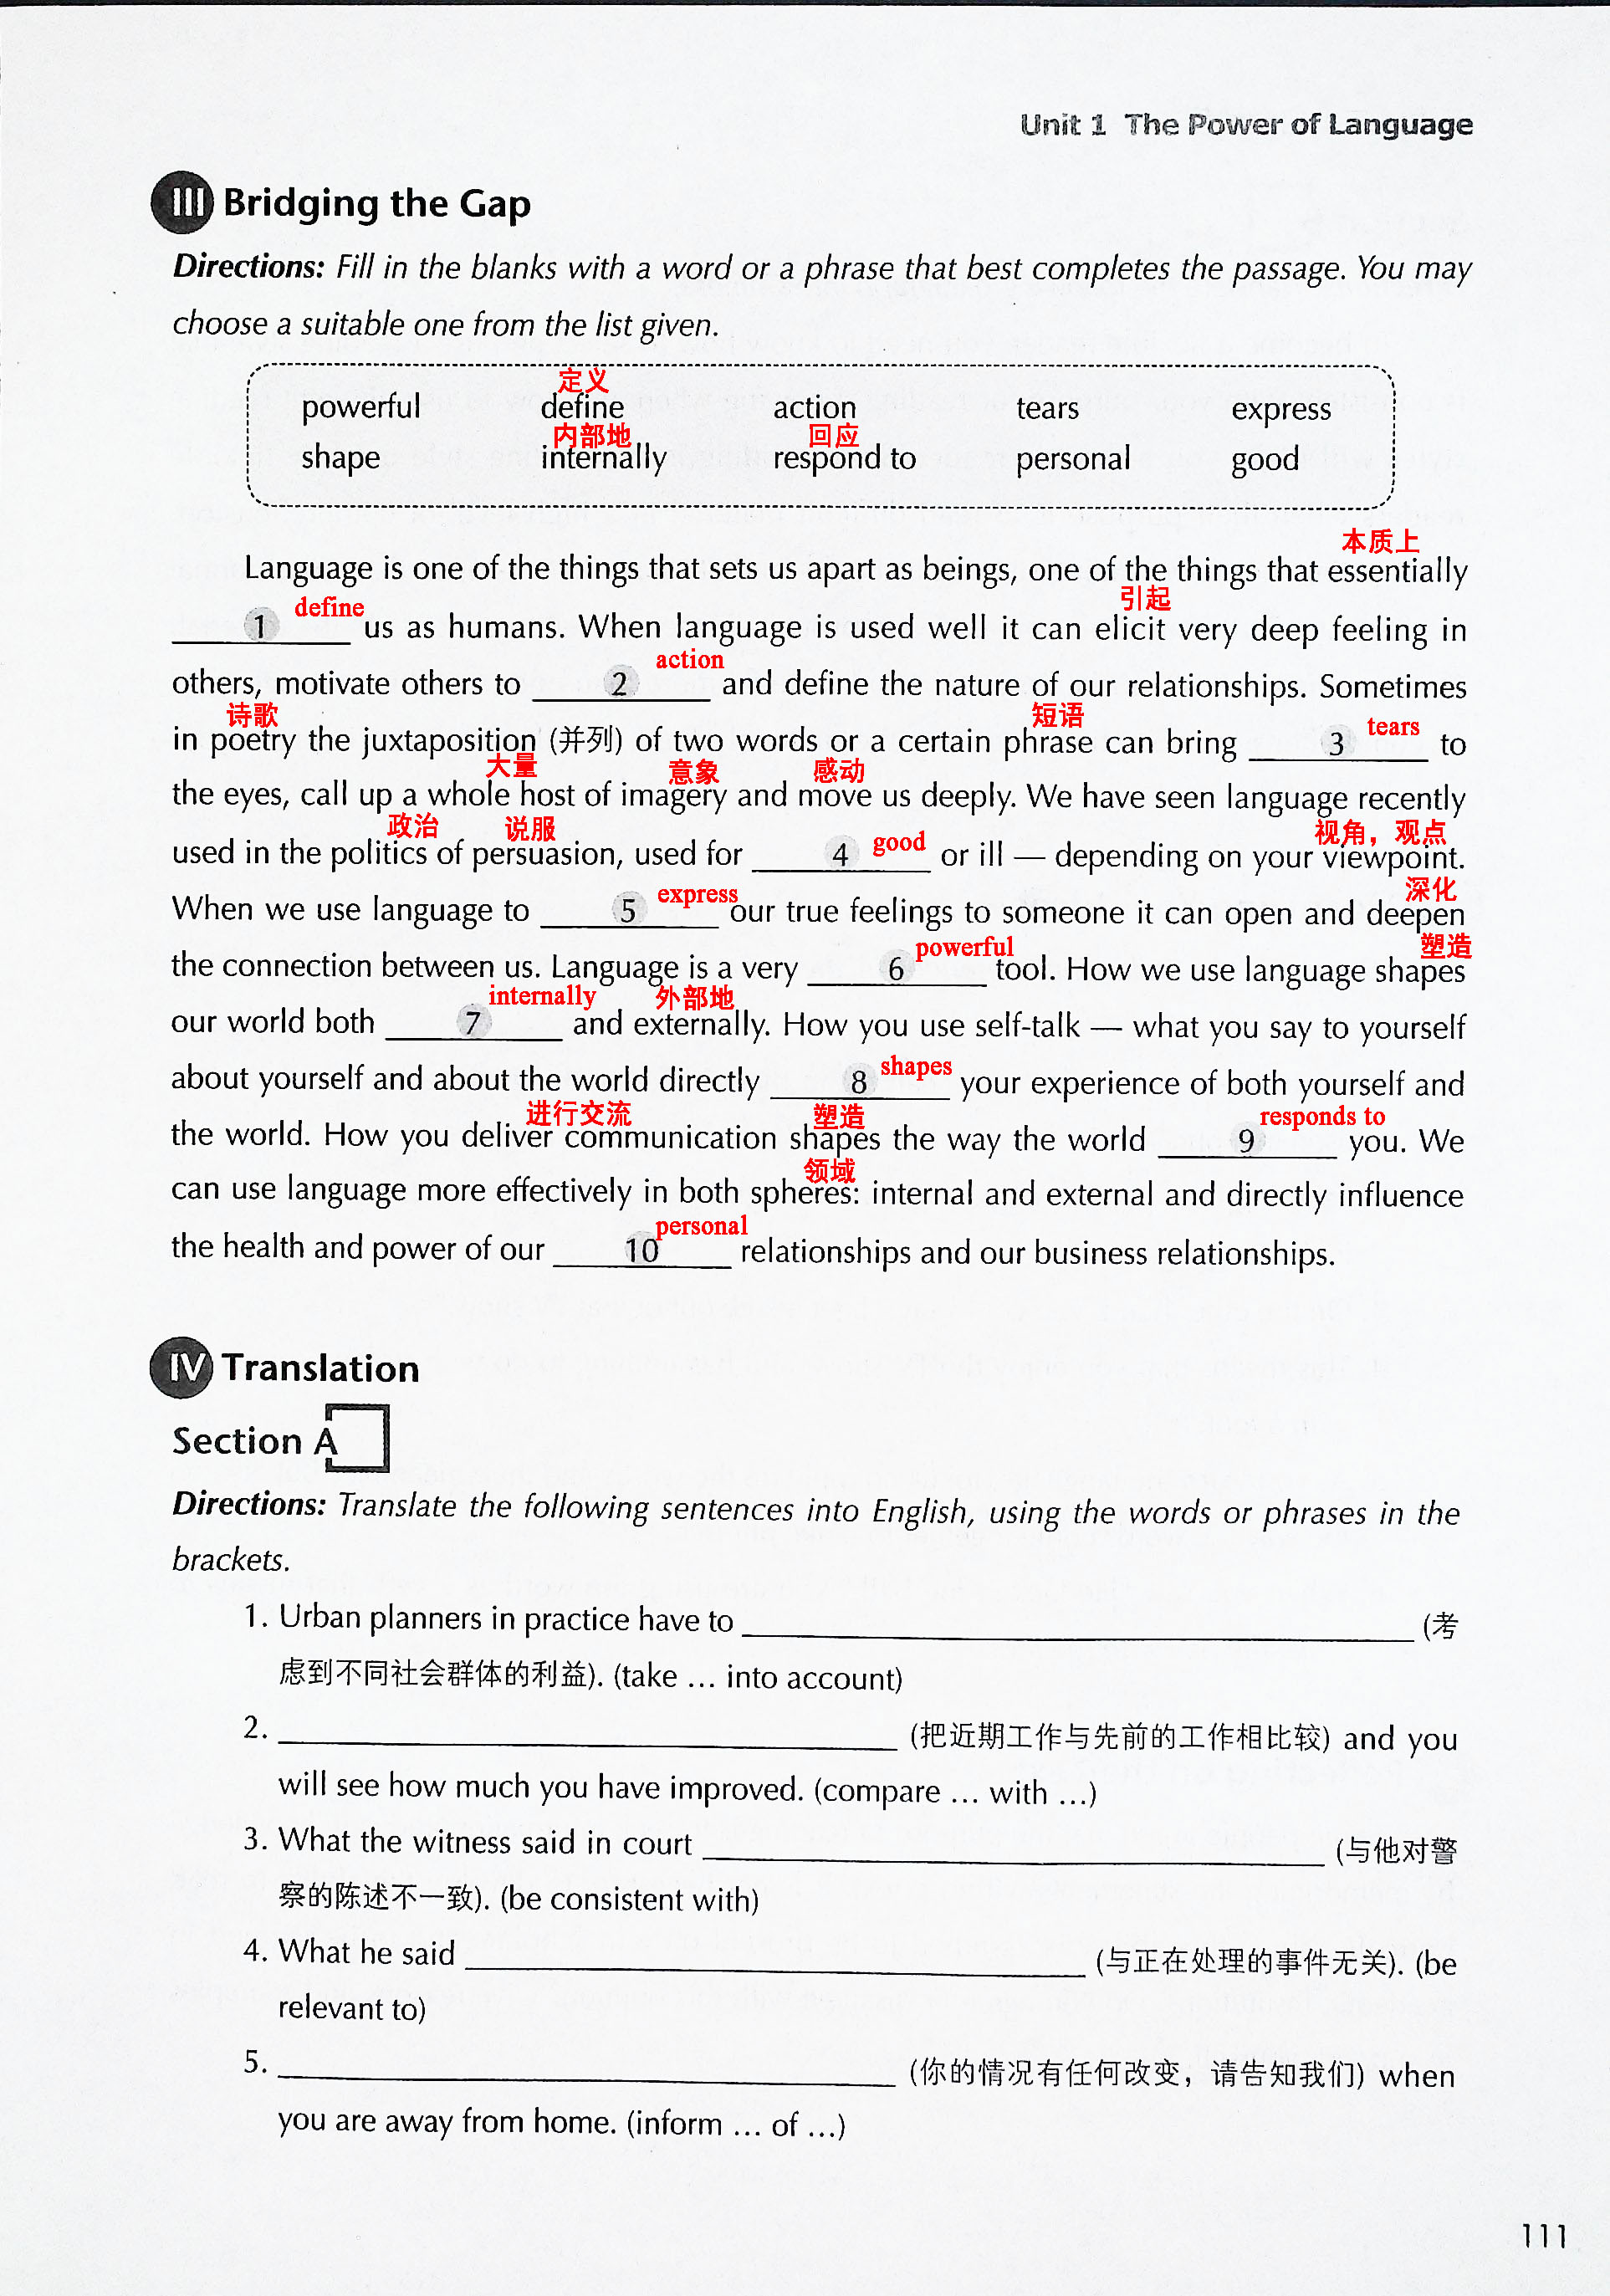 Unit 1 The Power of Language
III Bridging the Gap
Directions: Fill in the blanks with a word or a phrase that best completes the passage. You may
choose a suitable one from the list given.
定义
powerful define action tears express
内部地 回应
shape internally respond to personal good
本质上
Language is one of the things that sets us apart as beings, one of the things that essentially
define 引起
1 us as humans. When language is used well it can elicit very deep feeling in
action
others, motivate others to 2 and define the nature of our relationships. Sometimes
诗歌 短语 tears
in poetry the juxtaposition (并列) of two words or a certain phrase can bring 3 to
大量 意象 感动
the eyes, call up a whole host of imagery and move us deeply. We have seen language recently
政治 说服 good 视角，观点
used in the politics of persuasion, used for 4 or ill — depending on your viewpoint.
express 深化
When we use language to 5 our true feelings to someone it can open and deepen
powerful 塑造
the connection between us. Language is a very 6 tool. How we use language shapes
internally 外部地
our world both 7 and externally. How you use self-talk — what you say to yourself
shapes
about yourself and about the world directly 8 your experience of both yourself and
进行交流 塑造 responds to
the world. How you deliver communication shapes the way the world 9 you. We
领域
can use language more effectively in both spheres: internal and external and directly influence
personal
the health and power of our 10 relationships and our business relationships.
IV Translation
Section A
Directions: Translate the following sentences into English, using the words or phrases in the
brackets.
1. Urban planners in practice have to (考
虑到不同社会群体的利益). (take … into account)
2. (把近期工作与先前的工作相比较) and you
will see how much you have improved. (compare … with …)
3. What the witness said in court (与他对警
察的陈述不一致). (be consistent with)
4. What he said (与正在处理的事件无关). (be
relevant to)
5. (你的情况有任何改变，请告知我们) when
you are away from home. (inform … of …)
111